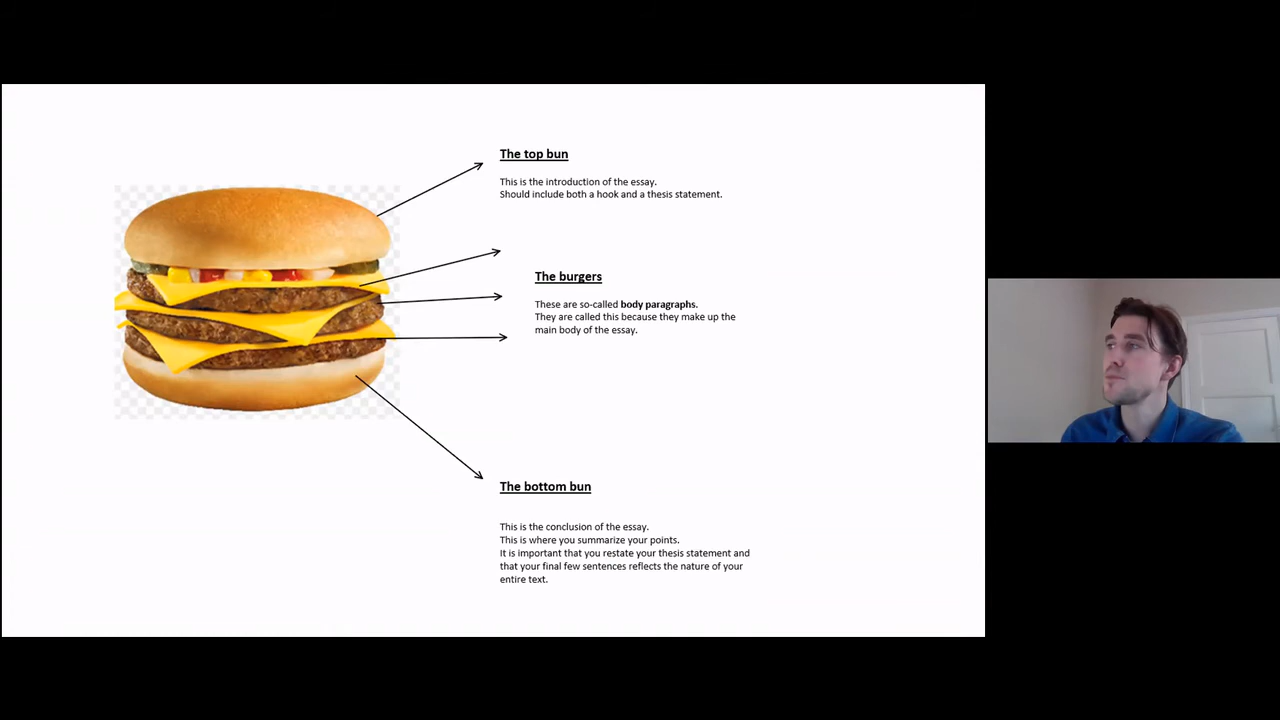 The top bun
This is the introduction of the essay.
Should include both a hook and a thesis statement.
The burgers
These are so-called body paragraphs.
They are called this because they make up the
main body of the essay.
The bottom bun
This is the conclusion of the essay.
This is where you summarize your points.
It is important that you restate your thesis statement and
that your final few sentences reflects the nature of your
entire text.